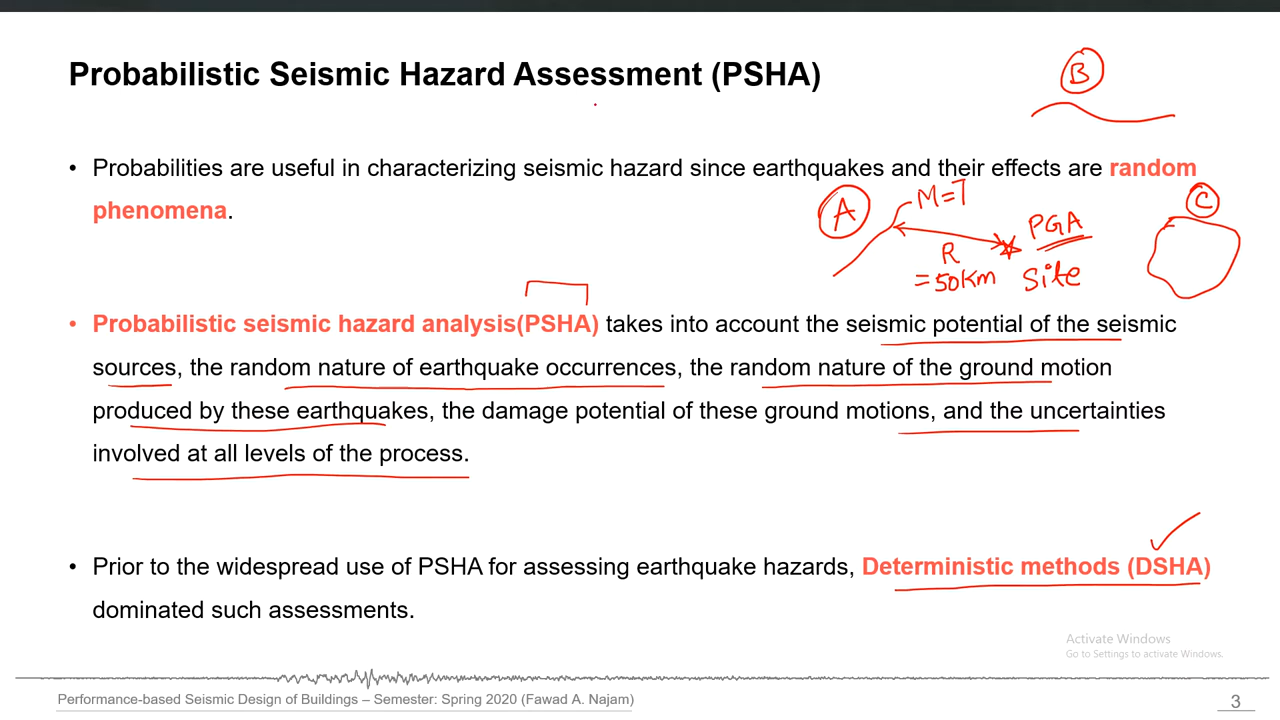 Probabilistic Seismic Hazard Assessment (PSHA)
B
• Probabilities are useful in characterizing seismic hazard since earthquakes and their effects are random
phenomena.
A
M=7
R
=50km
PGA
Site
C
• Probabilistic seismic hazard analysis(PSHA) takes into account the seismic potential of the seismic
sources, the random nature of earthquake occurrences, the random nature of the ground motion
produced by these earthquakes, the damage potential of these ground motions, and the uncertainties
involved at all levels of the process.
• Prior to the widespread use of PSHA for assessing earthquake hazards, Deterministic methods (DSHA)
dominated such assessments.
Activate Windows
Go to Settings to activate Windows.
Performance-based Seismic Design of Buildings – Semester: Spring 2020 (Fawad A. Najam)
3